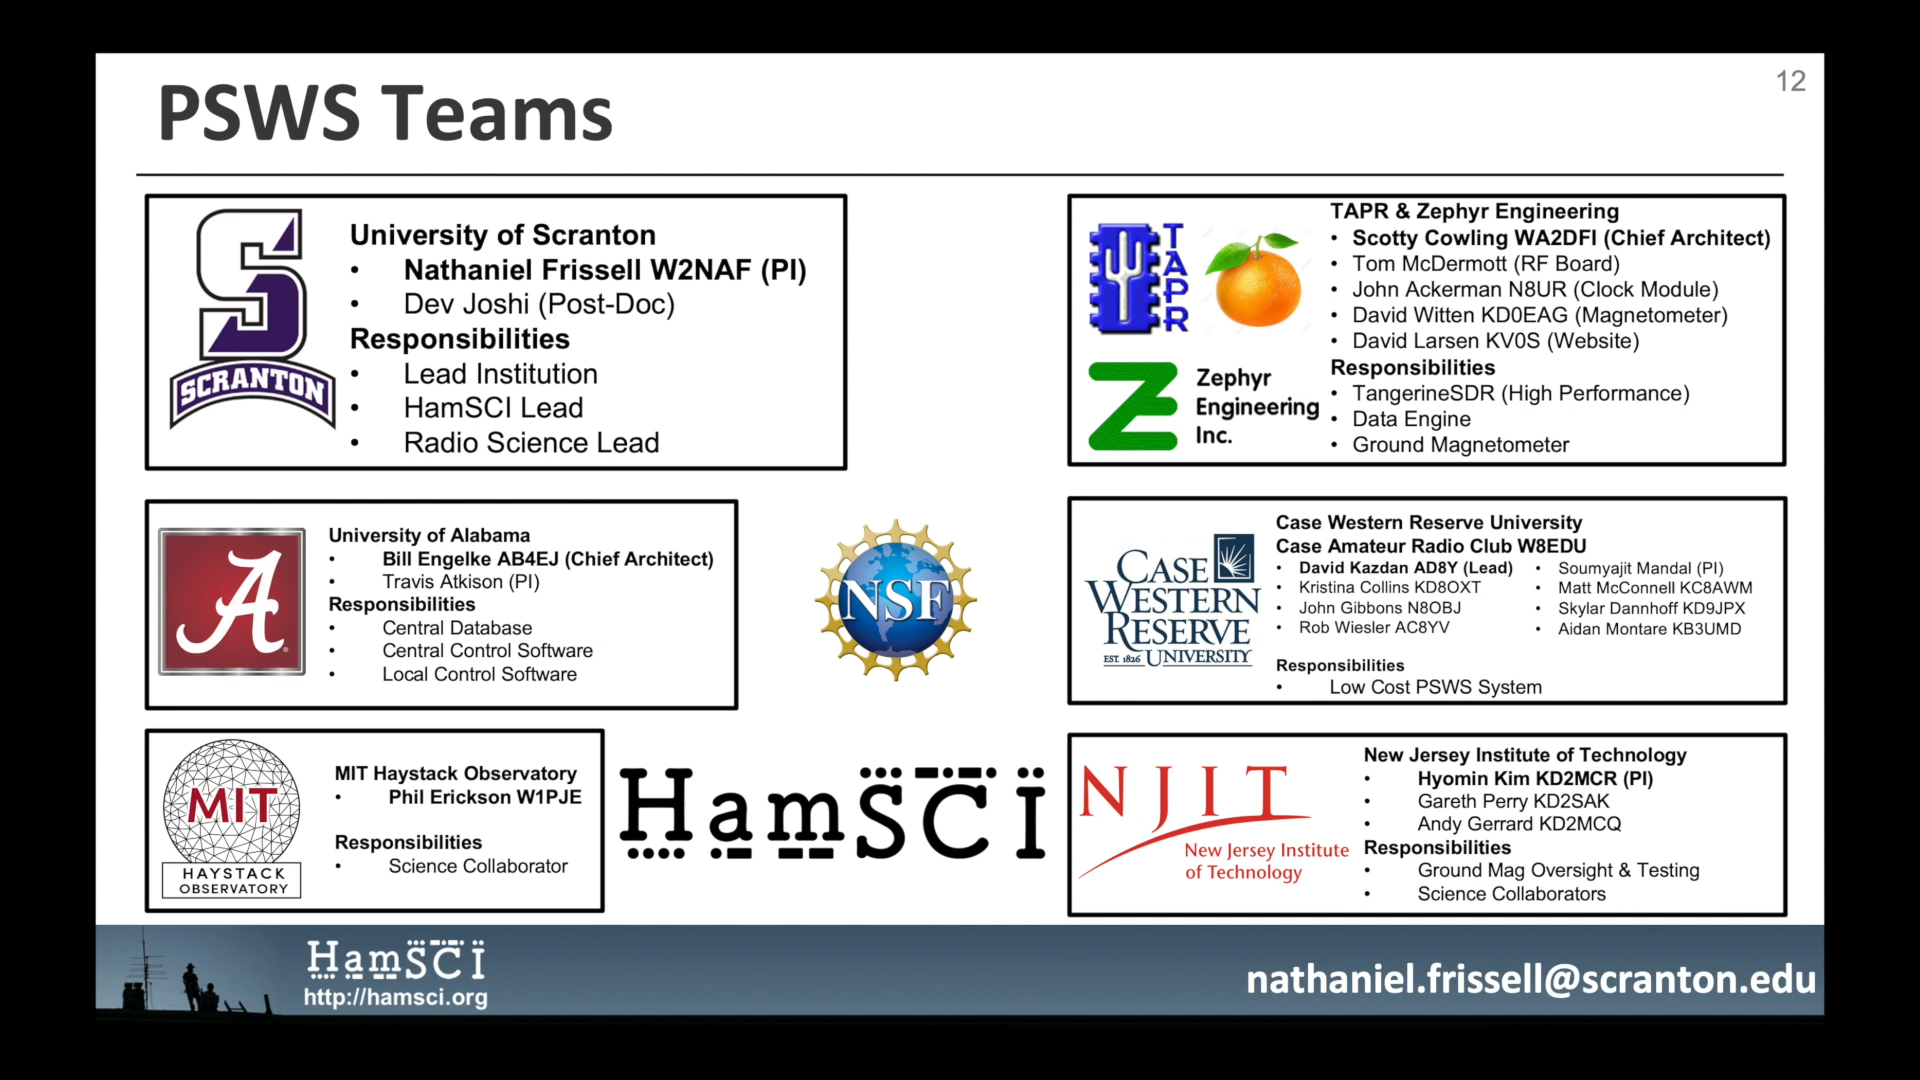 PSWS Teams
12
SCRANTON
University of Scranton
• Nathaniel Frissell W2NAF (PI)
• Dev Joshi (Post-Doc)
Responsibilities
• Lead Institution
• HamSCI Lead
• Radio Science Lead
TAPR
Zephyr
Engineering
Inc.
TAPR & Zephyr Engineering
• Scotty Cowling WA2DFI (Chief Architect)
• Tom McDermott (RF Board)
• John Ackerman N8UR (Clock Module)
• David Witten KD0EAG (Magnetometer)
• David Larsen KV0S (Website)
Responsibilities
• TangerineSDR (High Performance)
• Data Engine
• Ground Magnetometer
A
University of Alabama
• Bill Engelke AB4EJ (Chief Architect)
• Travis Atkison (PI)
Responsibilities
• Central Database
• Central Control Software
• Local Control Software
NSF
CASE
WESTERN
RESERVE
EST. 1826 UNIVERSITY
Case Western Reserve University
Case Amateur Radio Club W8EDU
• David Kazdan AD8Y (Lead)
• Kristina Collins KD8OXT
• John Gibbons N8OBJ
• Rob Wiesler AC8YV
• Soumyajit Mandal (PI)
• Matt McConnell KC8AWM
• Skylar Dannhoff KD9JPX
• Aidan Montare KB3UMD
Responsibilities
• Low Cost PSWS System
MIT
HAYSTACK
OBSERVATORY
MIT Haystack Observatory
• Phil Erickson W1PJE
Responsibilities
• Science Collaborator
HamSCI
NJIT
New Jersey Institute
of Technology
New Jersey Institute of Technology
• Hyomin Kim KD2MCR (PI)
• Gareth Perry KD2SAK
• Andy Gerrard KD2MCQ
Responsibilities
• Ground Mag Oversight & Testing
• Science Collaborators
HamSCI
http://hamsci.org
nathaniel.frissell@scranton.edu